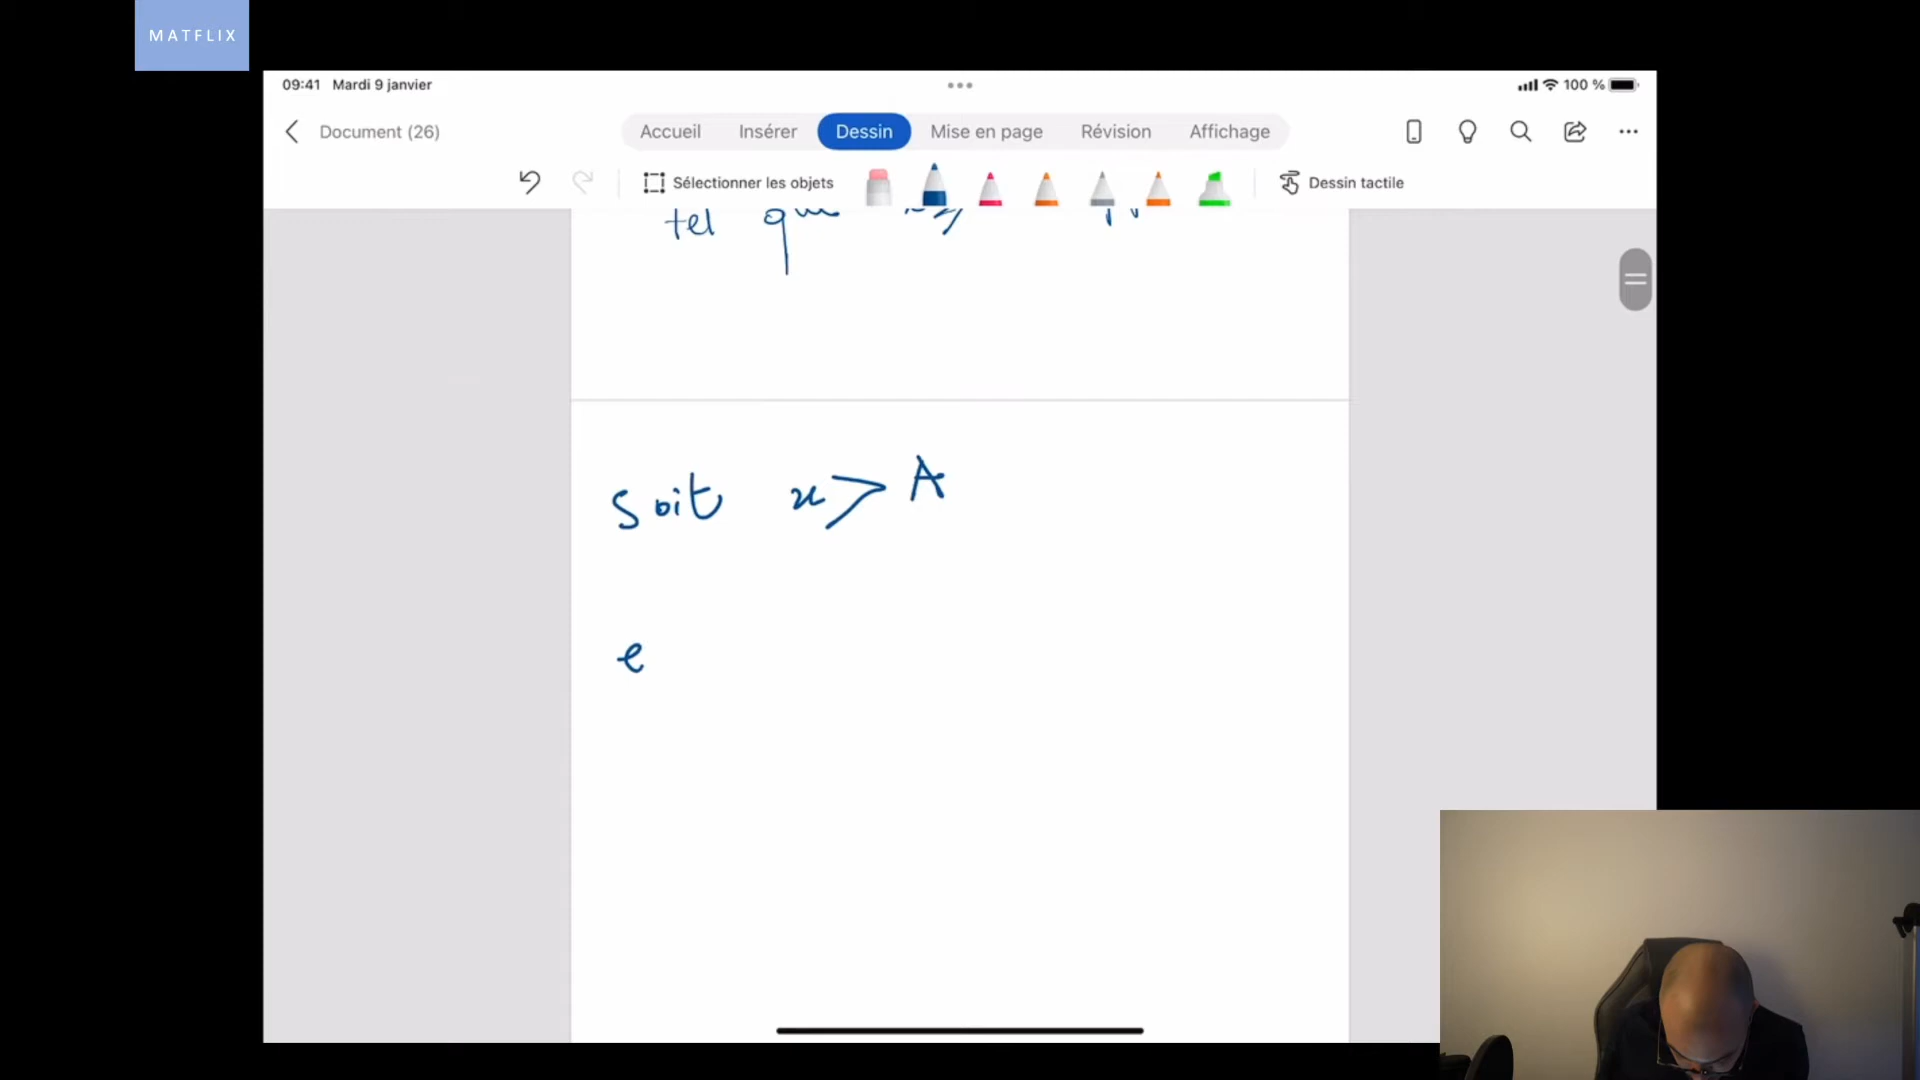 MATFLIX
09:41 Mardi 9 janvier
100 %
Document (26)
Accueil Insérer Dessin Mise en page Révision Affichage
Sélectionner les objets
Dessin tactile
tel que
Soit x > A
e